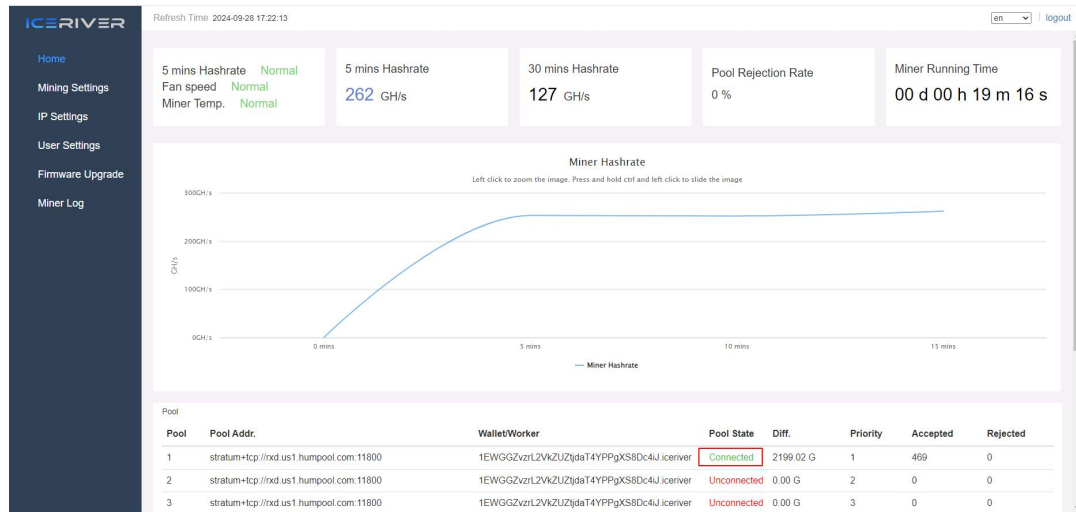 ICERIVER
Refresh Time 2024-09-28 17:22:13
en
logout
Home
Mining Settings
IP Settings
User Settings
Firmware Upgrade
Miner Log
5 mins Hashrate Normal
Fan speed Normal
Miner Temp. Normal
5 mins Hashrate
262 GH/s
30 mins Hashrate
127 GH/s
Pool Rejection Rate
0 %
Miner Running Time
00 d 00 h 19 m 16 s
Miner Hashrate
Left click to zoom the image. Press and hold ctrl and left click to slide the image
300GH/s
200GH/s
100GH/s
0GH/s
GH/s
0 mins 5 mins 10 mins 15 mins
Miner Hashrate
Pool
Pool Pool Addr. Wallet/Worker Pool State Diff. Priority Accepted Rejected
1 stratum+tcp://rxd.us1.humpool.com:11800 1EWGGZvzrL2VkZUZtjdaT4YPPgXS8Dc4iJ.iceriver Connected 2199.02 G 1 469 0
2 stratum+tcp://rxd.us1.humpool.com:11800 1EWGGZvzrL2VkZUZtjdaT4YPPgXS8Dc4iJ.iceriver Unconnected 0.00 G 2 0 0
3 stratum+tcp://rxd.us1.humpool.com:11800 1EWGGZvzrL2VkZUZtjdaT4YPPgXS8Dc4iJ.iceriver Unconnected 0.00 G 3 0 0